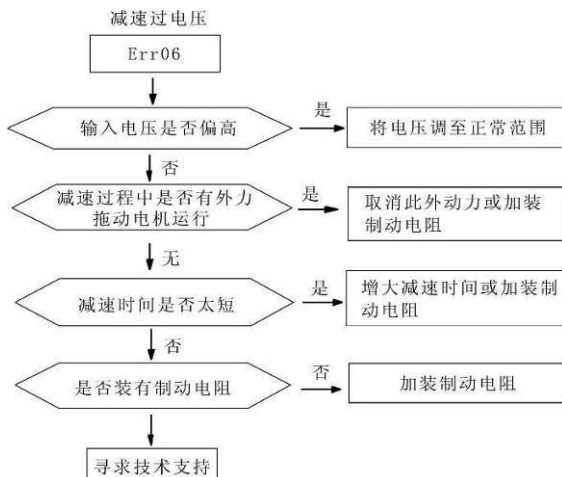 减速过电压
Err06
输入电压是否偏高
是
将电压调至正常范围
否
减速过程中是否有外力
拖动电机运行
是
取消此外动力或加装
制动电阻
无
减速时间是否太短
是
增大减速时间或加装制
动电阻
否
是否装有制动电阻
否
加装制动电阻
寻求技术支持